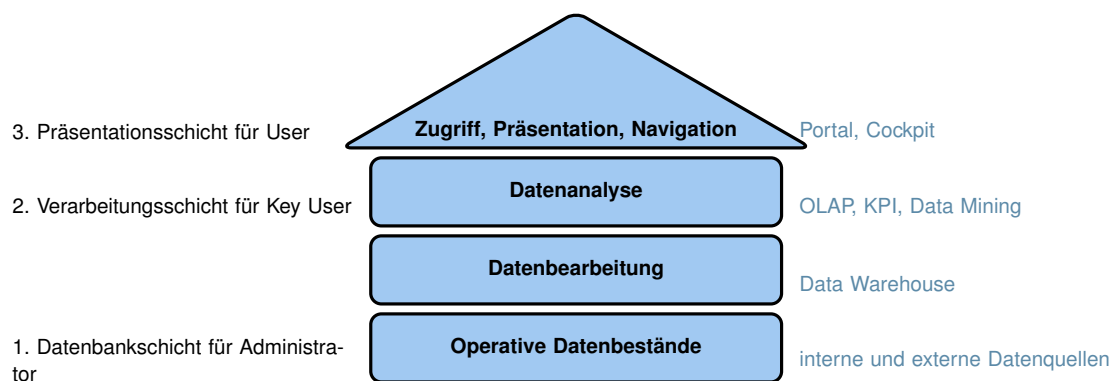 3. Präsentationsschicht für User
Zugriff, Präsentation, Navigation
Portal, Cockpit
Datenanalyse
2. Verarbeitungsschicht für Key User
OLAP, KPI, Data Mining
Datenbearbeitung
Data Warehouse
1. Datenbankschicht für Administra-
tor
Operative Datenbestände
interne und externe Datenquellen